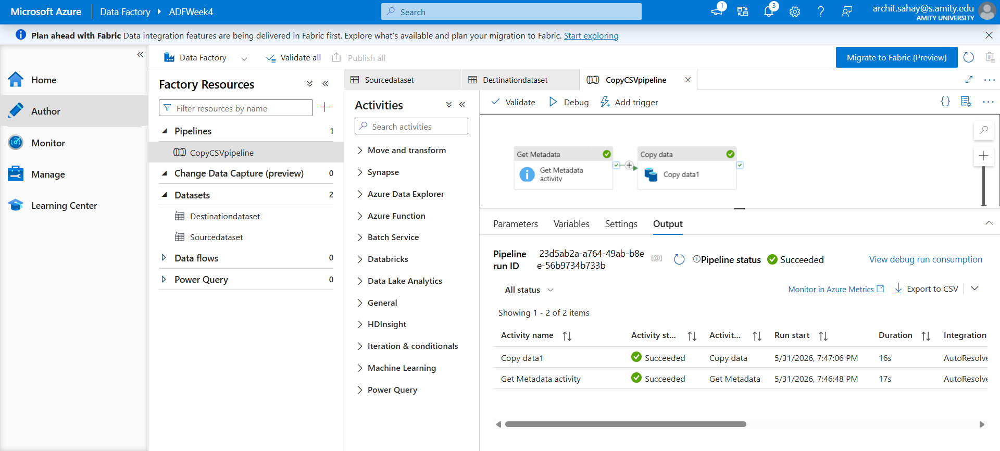 Microsoft Azure
Data Factory
ADFWeek4
Search
1
3
archit.sahay@s.amity.edu
AMITY UNIVERSITY
Plan ahead with Fabric Data integration features are being delivered in Fabric first. Explore what's available and plan your migration to Fabric. Start exploring
Home
Author
Monitor
Manage
Learning Center
Data Factory
Validate all
Publish all
Migrate to Fabric (Preview)
Factory Resources
Filter resources by name
Pipelines 1
CopyCSVpipeline
Change Data Capture (preview) 0
Datasets 2
Destinationdataset
Sourcedataset
Data flows 0
Power Query 0
Sourcedataset
Destinationdataset
CopyCSVpipeline
Activities
Search activities
Move and transform
Synapse
Azure Data Explorer
Azure Function
Batch Service
Databricks
Data Lake Analytics
General
HDInsight
Iteration & conditionals
Machine Learning
Power Query
Validate
Debug
Add trigger
Get Metadata
Get Metadata
activity
Copy data
Copy data1
Parameters
Variables
Settings
Output
Pipeline
run ID
23d5ab2a-a764-49ab-b8e
e-56b9734b733b
[@]
Pipeline status
Succeeded
View debug run consumption
All status
Monitor in Azure Metrics
Export to CSV
Showing 1 - 2 of 2 items
Activity name Activity st... Activit... Run start Duration Integration
Copy data1 Succeeded Copy data 5/31/2026, 7:47:06 PM 16s AutoResolve
Get Metadata activity Succeeded Get Metadata 5/31/2026, 7:46:48 PM 17s AutoResolve